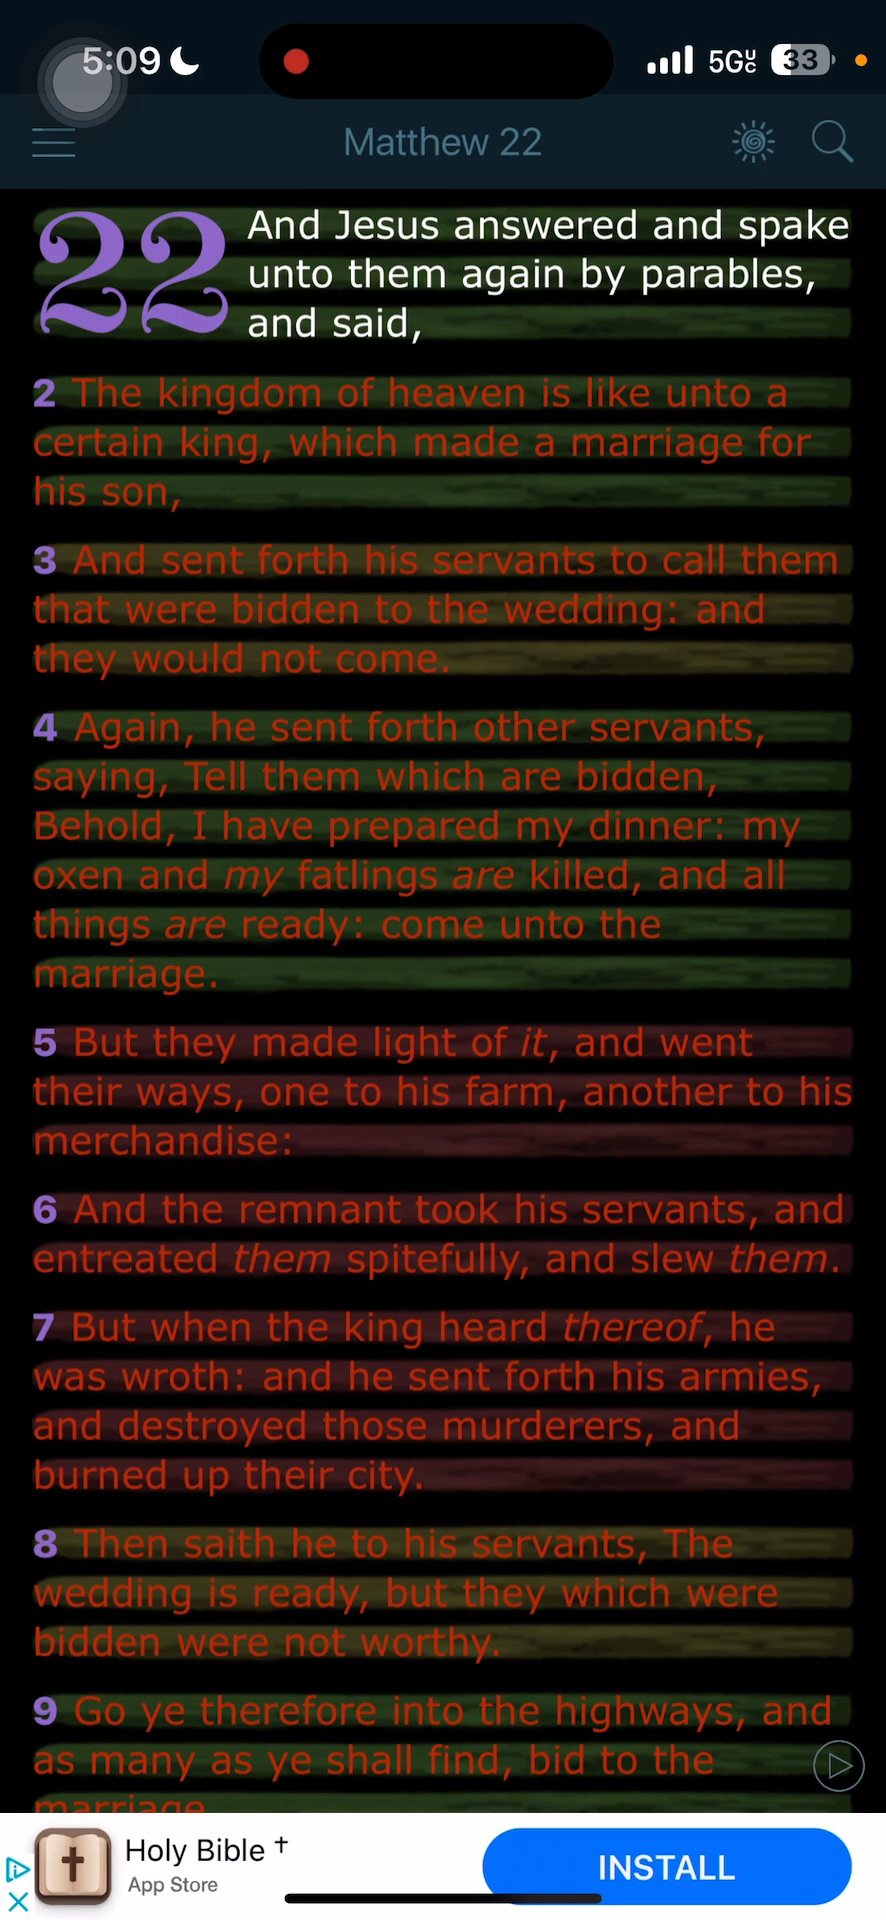 5:09
5GUC
33
Matthew 22
22 And Jesus answered and spake
unto them again by parables,
and said,
2 The kingdom of heaven is like unto a
certain king, which made a marriage for
his son,
3 And sent forth his servants to call them
that were bidden to the wedding: and
they would not come.
4 Again, he sent forth other servants,
saying, Tell them which are bidden,
Behold, I have prepared my dinner: my
oxen and my fatlings are killed, and all
things are ready: come unto the
marriage.
5 But they made light of it, and went
their ways, one to his farm, another to his
merchandise:
6 And the remnant took his servants, and
entreated them spitefully, and slew them.
7 But when the king heard thereof, he
was wroth: and he sent forth his armies,
and destroyed those murderers, and
burned up their city.
8 Then saith he to his servants, The
wedding is ready, but they which were
bidden were not worthy.
9 Go ye therefore into the highways, and
as many as ye shall find, bid to the
marriage
Holy Bible ✝
App Store
INSTALL